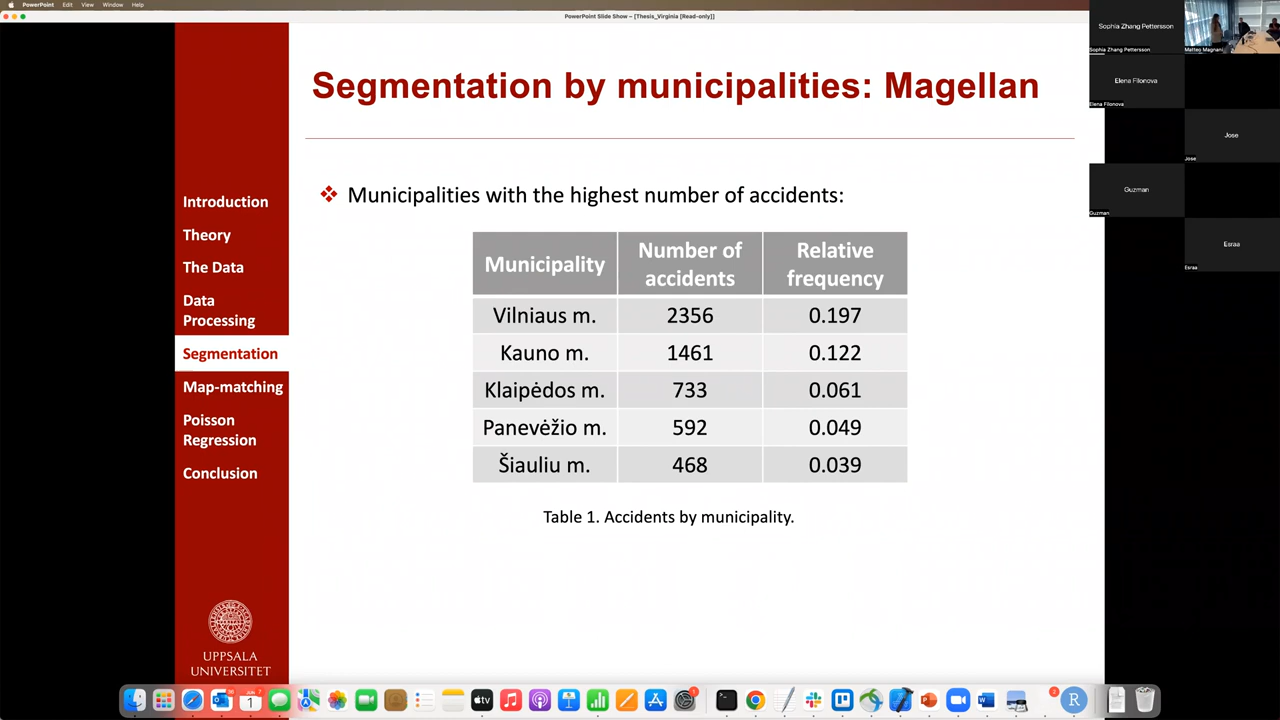 PowerPoint Edit View Window Help
PowerPoint Slide Show – [Thesis_Virginia [Read-only]]
Segmentation by municipalities: Magellan
Introduction
Theory
The Data
Data
Processing
Segmentation
Map-matching
Poisson
Regression
Conclusion
UPPSALA
UNIVERSITET
❖ Municipalities with the highest number of accidents:
Municipality Number of accidents Relative frequency
Vilniaus m. 2356 0.197
Kauno m. 1461 0.122
Klaipėdos m. 733 0.061
Panevėžio m. 592 0.049
Šiauliu m. 468 0.039
Table 1. Accidents by municipality.
Sophia Zhang Pettersson
Sophia Zhang Pettersson
Matteo Magnani
Elena Filonova
Elena Filonova
Jose
Jose
Guzman
Guzman
Esraa
Esraa
tv
1